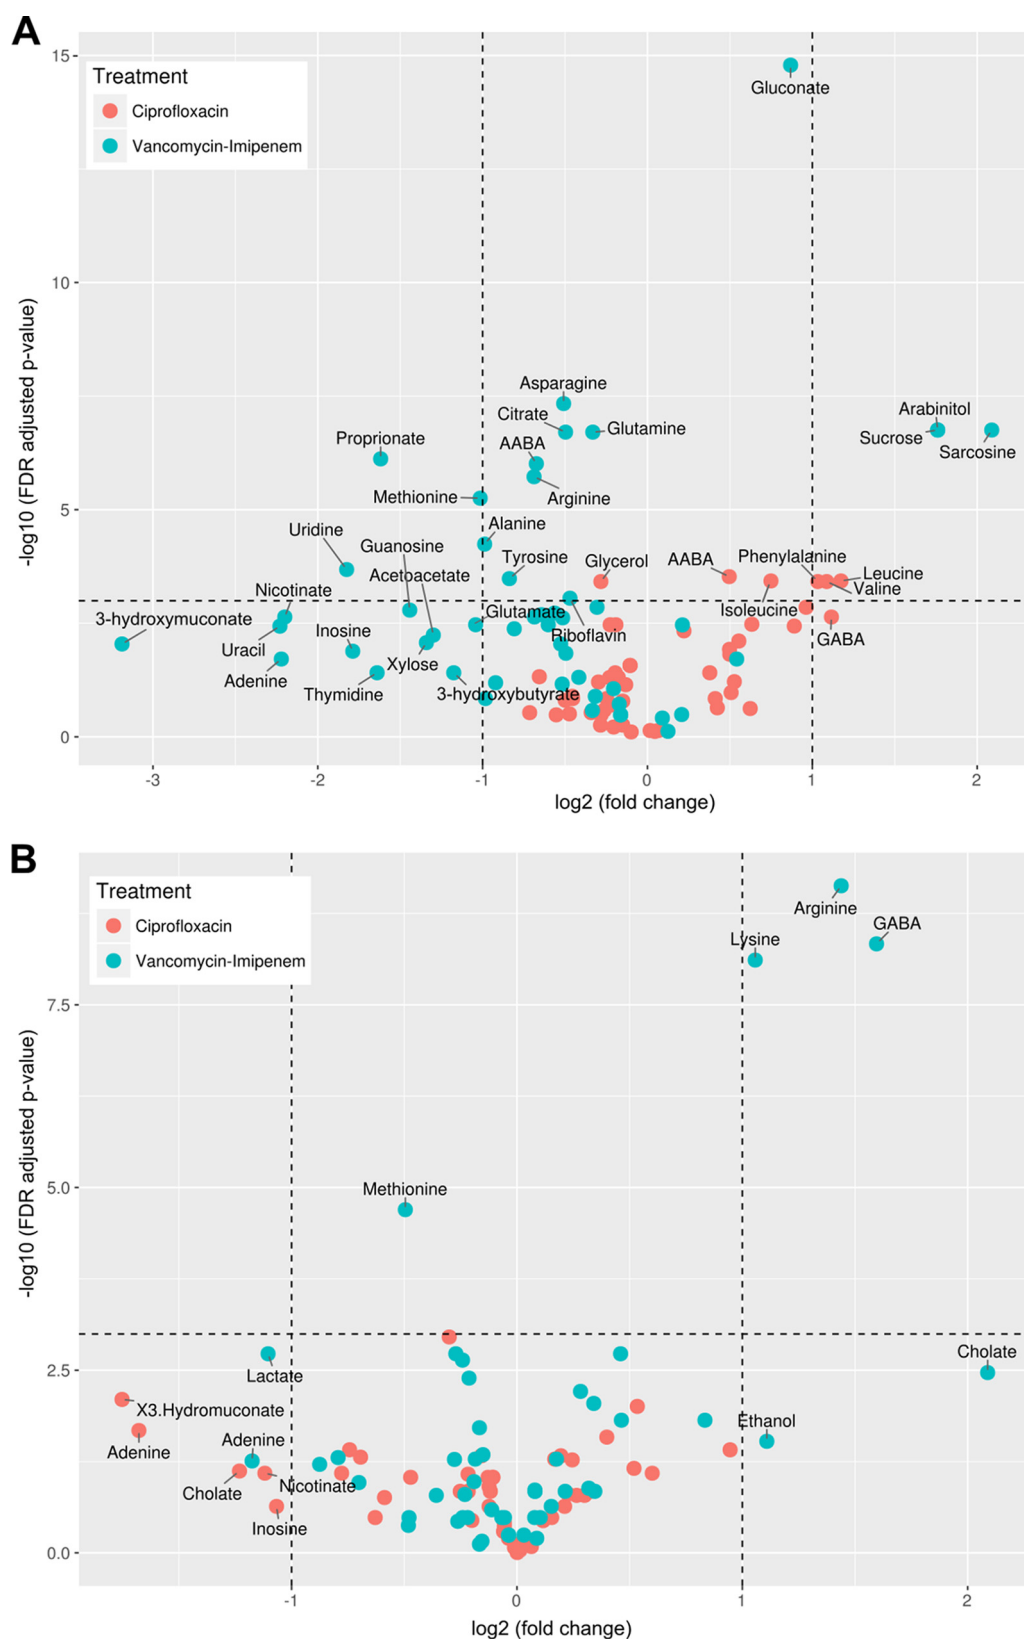 A
15
Treatment
Ciprofloxacin
Vancomycin-Imipenem
Gluconate
10
-log10 (FDR adjusted p-value)
Asparagine
Citrate
Glutamine
Arabinitol
Sucrose
Sarcosine
Proprionate
AABA
Methionine
Arginine
5
Alanine
Uridine
Guanosine
Tyrosine
Glycerol
AABA
Phenylalanine
Leucine
Valine
Acetoacetate
Nicotinate
3-hydroxymuconate
Glutamate
Isoleucine
Inosine
Riboflavin
GABA
Uracil
Xylose
Adenine
Thymidine
3-hydroxybutyrate
0
-3
-2
-1
0
1
2
log2 (fold change)
B
Treatment
Ciprofloxacin
Vancomycin-Imipenem
Arginine
GABA
Lysine
7.5
-log10 (FDR adjusted p-value)
5.0
Methionine
2.5
Lactate
Cholate
X3.Hydromuconate
Ethanol
Adenine
Adenine
Nicotinate
Cholate
Inosine
0.0
-1
0
1
2
log2 (fold change)